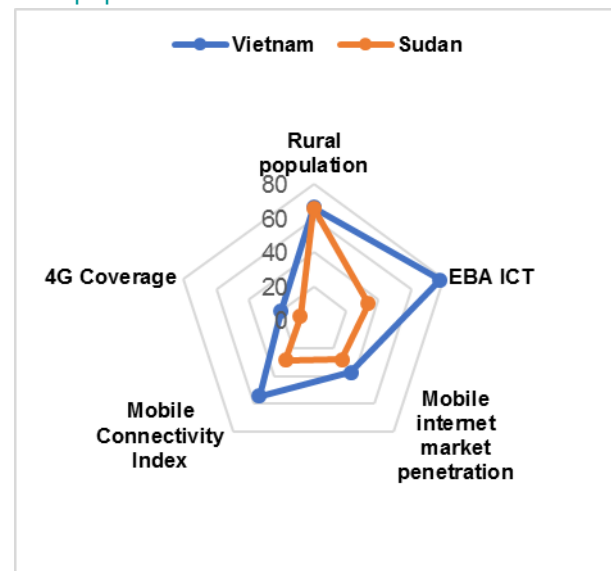 Vietnam Sudan
Rural
population
80
60
40
20
0
4G Coverage
EBA ICT
Mobile
Connectivity
Index
Mobile
internet
market
penetration